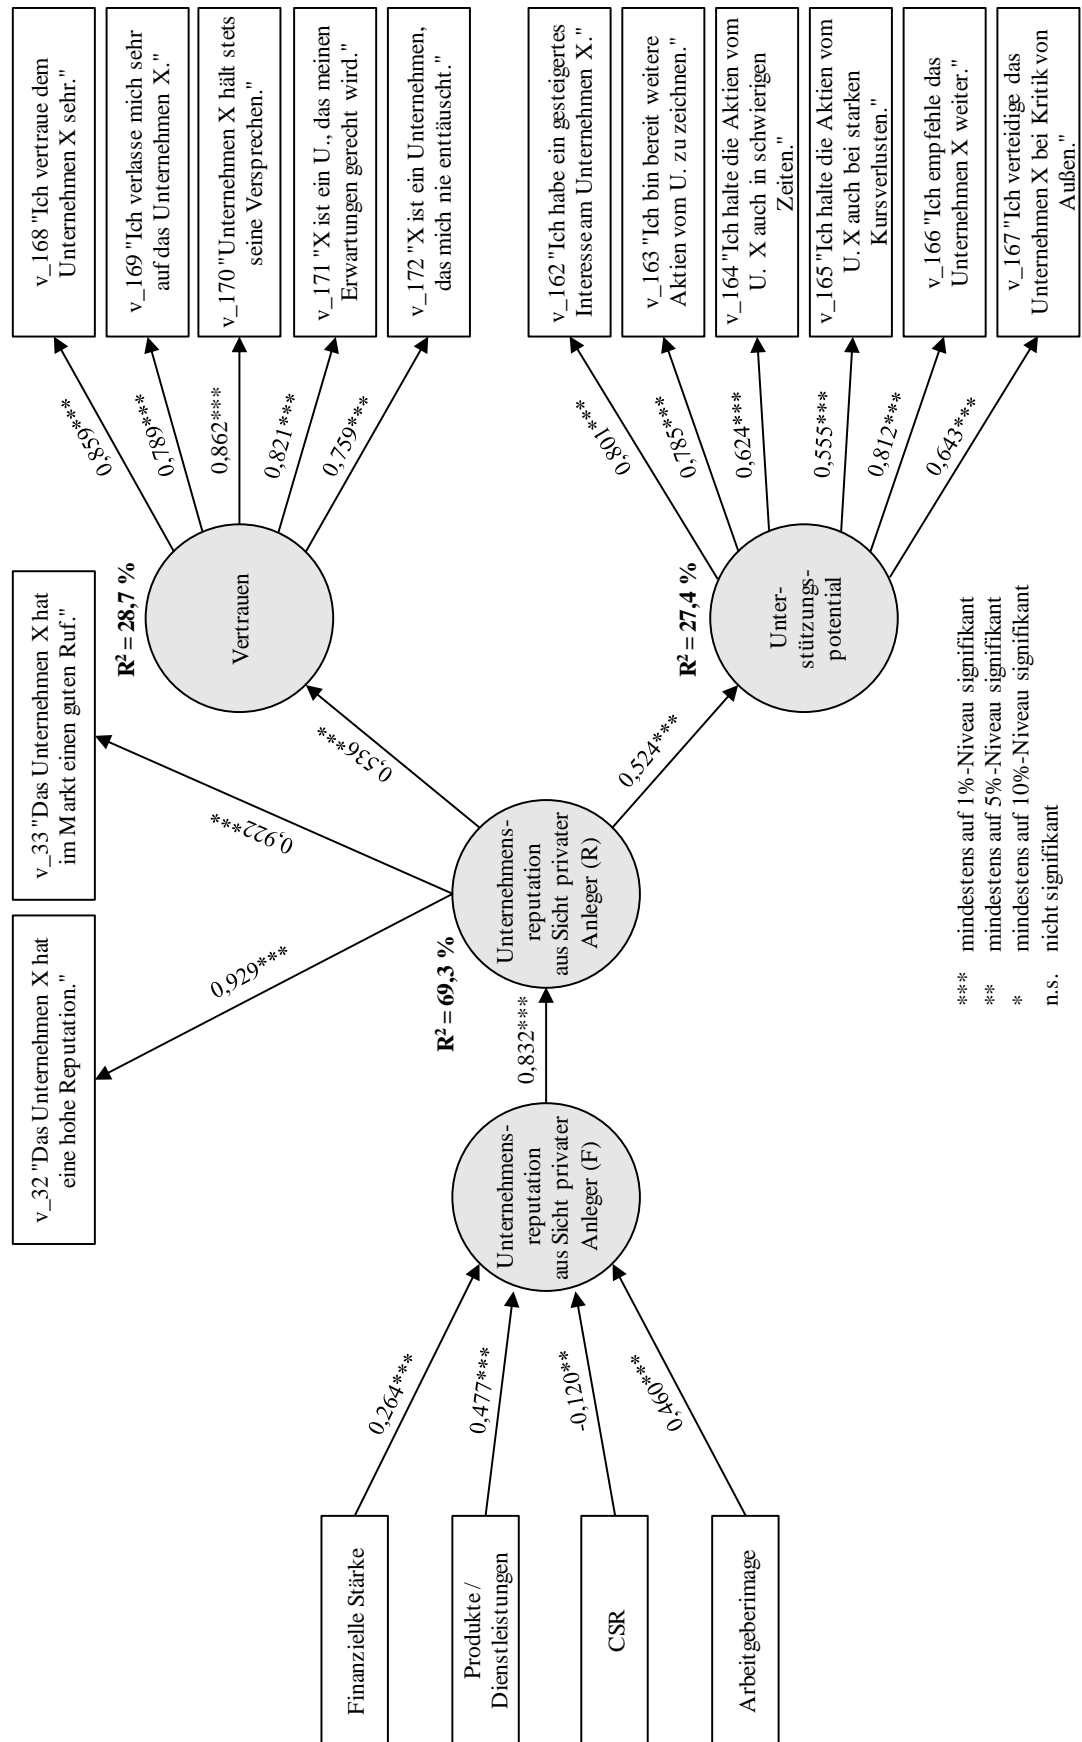 v_32 "Das Unternehmen X hat
eine hohe Reputation."
v_33 "Das Unternehmen X hat
im Markt einen guten Ruf."
v_168 "Ich vertraue dem
Unternehmen X sehr."
v_169 "Ich verlasse mich sehr
auf das Unternehmen X."
v_170 "Unternehmen X hält stets
seine Versprechen."
v_171 "X ist ein U., das meinen
Erwartungen gerecht wird."
v_172 "X ist ein Unternehmen,
das mich nie enttäuscht."
0,929***
0,922***
0,859***
0,789***
0,862***
0,821***
0,759***
R² = 28,7 %
Vertrauen
0,536***
Finanzielle Stärke
Produkte /
Dienstleistungen
CSR
Arbeitgeberimage
0,264***
0,477***
-0,120**
0,460***
Unternehmens-
reputation
aus Sicht privater
Anleger (F)
0,832***
R² = 69,3 %
Unternehmens-
reputation
aus Sicht privater
Anleger (R)
0,524***
R² = 27,4 %
Unter-
stützungs-
potential
0,801***
0,785***
0,624***
0,555***
0,812***
0,643***
v_162 "Ich habe ein gesteigertes
Interesse am Unternehmen X."
v_163 "Ich bin bereit weitere
Aktien vom U. zu zeichnen."
v_164 "Ich halte die Aktien vom
U. X auch in schwierigen
Zeiten."
v_165 "Ich halte die Aktien vom
U. X auch bei starken
Kursverlusten."
v_166 "Ich empfehle das
Unternehmen X weiter."
v_167 "Ich verteidige das
Unternehmen X bei Kritik von
Außen."
*** mindestens auf 1%-Niveau signifikant
** mindestens auf 5%-Niveau signifikant
* mindestens auf 10%-Niveau signifikant
n.s. nicht signifikant